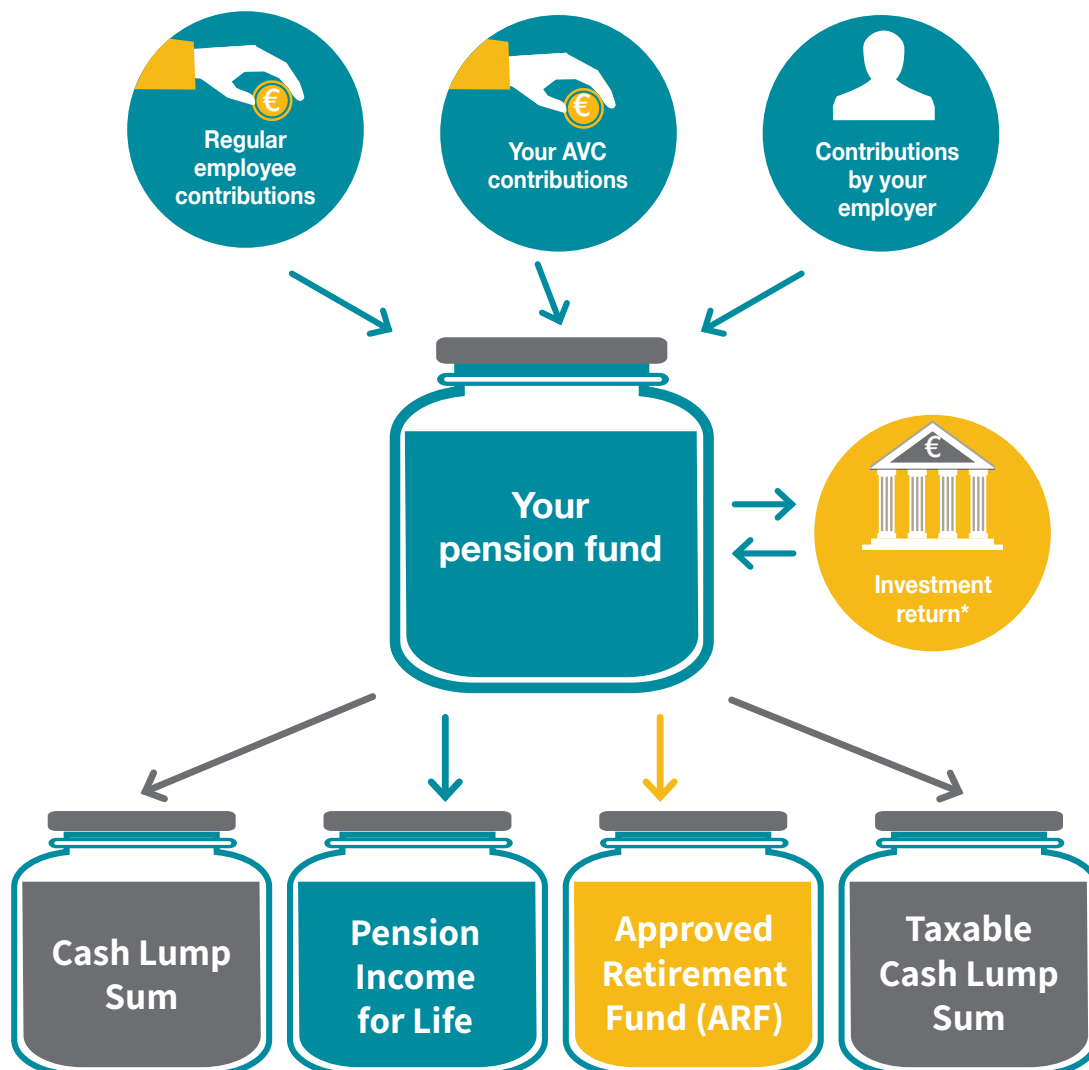 €
Regular
employee
contributions
€
Your AVC
contributions
Contributions
by your
employer
Your
pension fund
€
Investment
return*
Cash Lump
Sum
Pension
Income
for Life
Approved
Retirement
Fund (ARF)
Taxable
Cash Lump
Sum